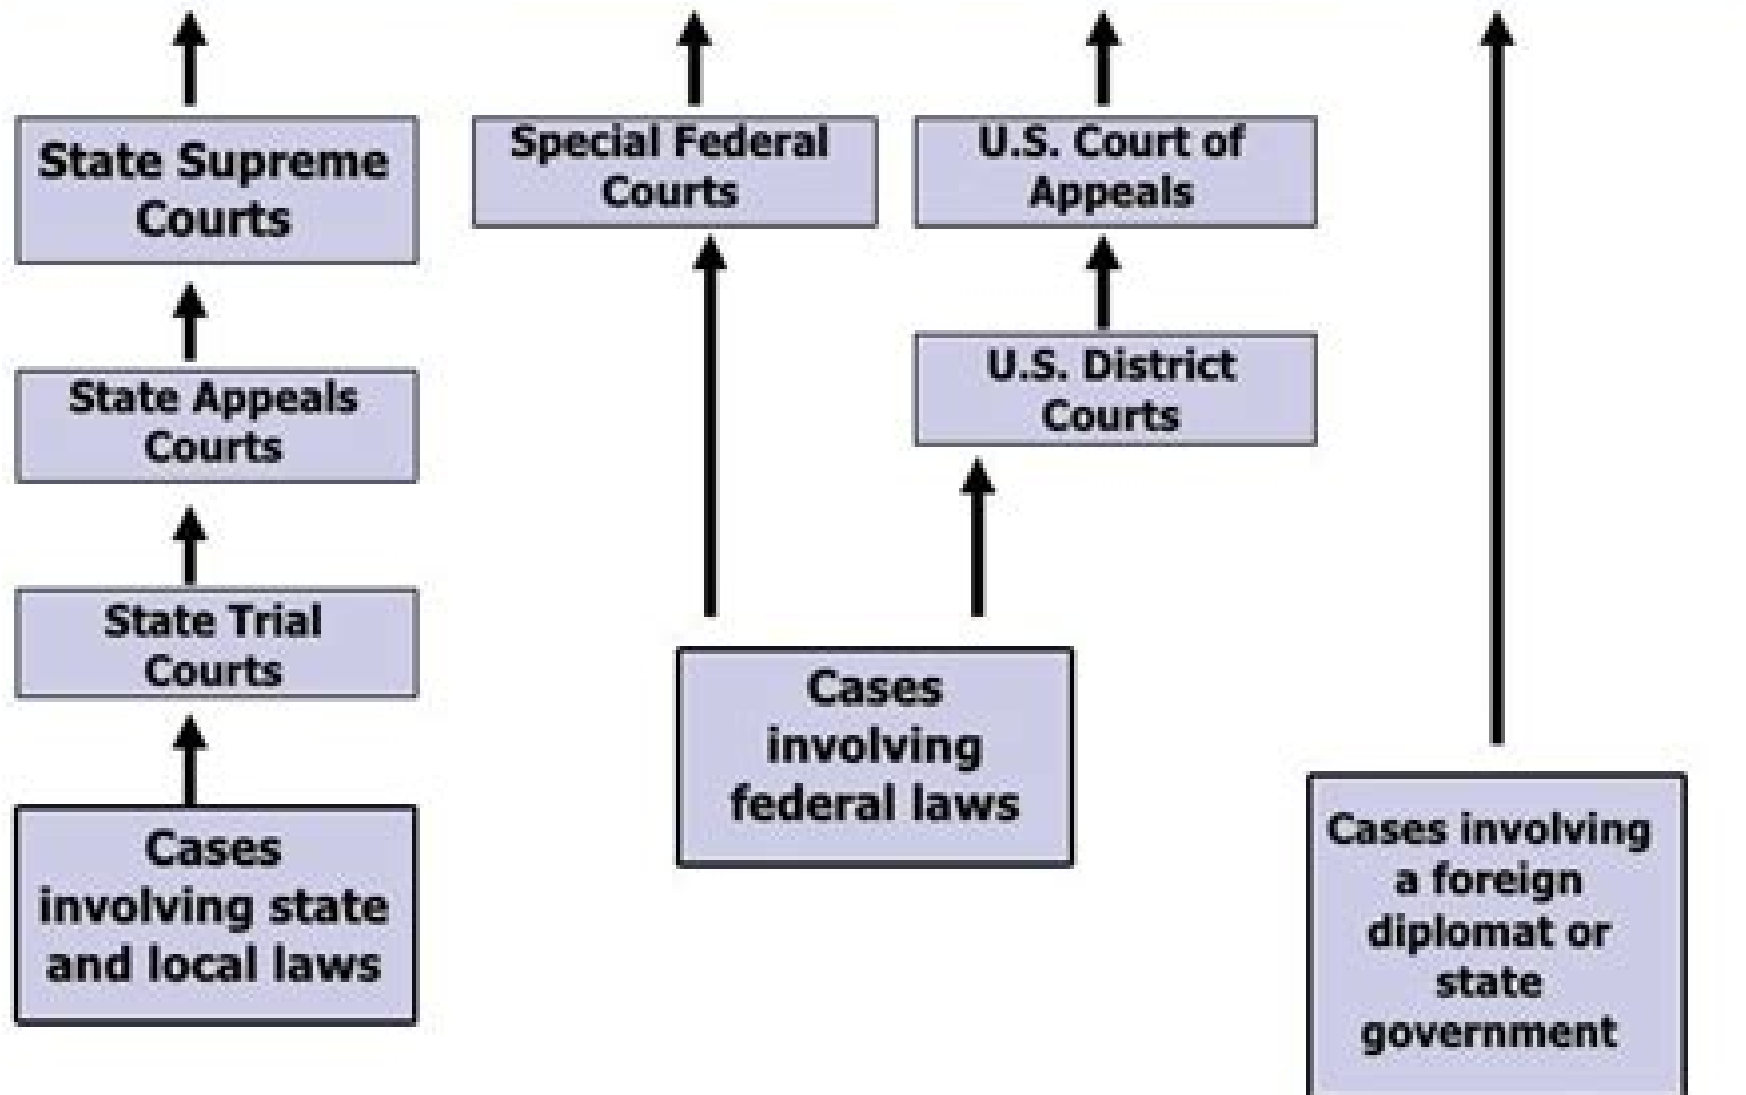 State Supreme
Courts
Special Federal
Courts
U.S. Court of
Appeals
State Appeals
Courts
U.S. District
Courts
State Trial
Courts
Cases
involving
federal laws
Cases
involving state
and local laws
Cases involving
a foreign
diplomat or
state
government